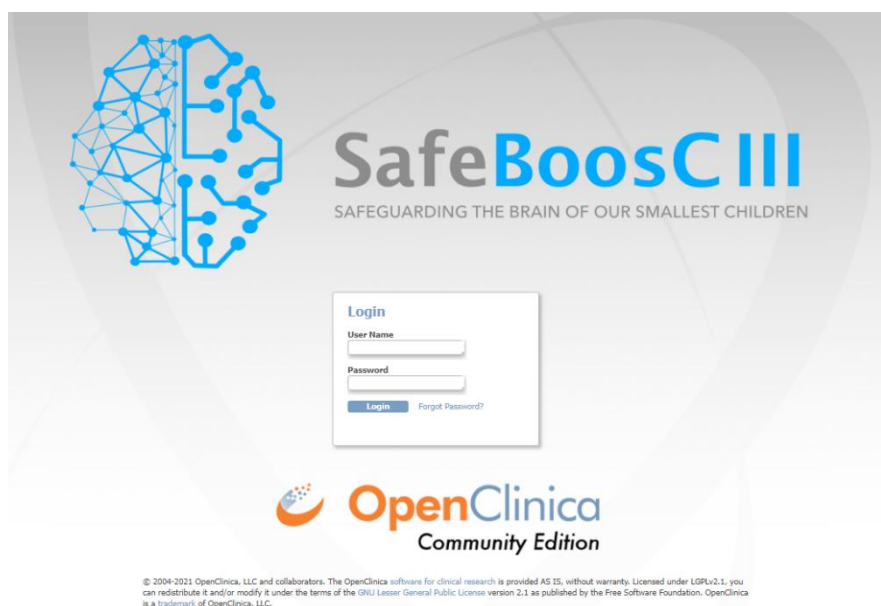 SafeBoosC III
SAFEGUARDING THE BRAIN OF OUR SMALLEST CHILDREN
Login
User Name
Password
Login Forgot Password?
OpenClinica
Community Edition
© 2004-2021 OpenClinica, LLC and collaborators. The OpenClinica software for clinical research is provided AS IS, without warranty. Licensed under LGPLv2.1, you
can redistribute it and/or modify it under the terms of the GNU Lesser General Public License version 2.1 as published by the Free Software Foundation. OpenClinica
is a trademark of OpenClinica, LLC.